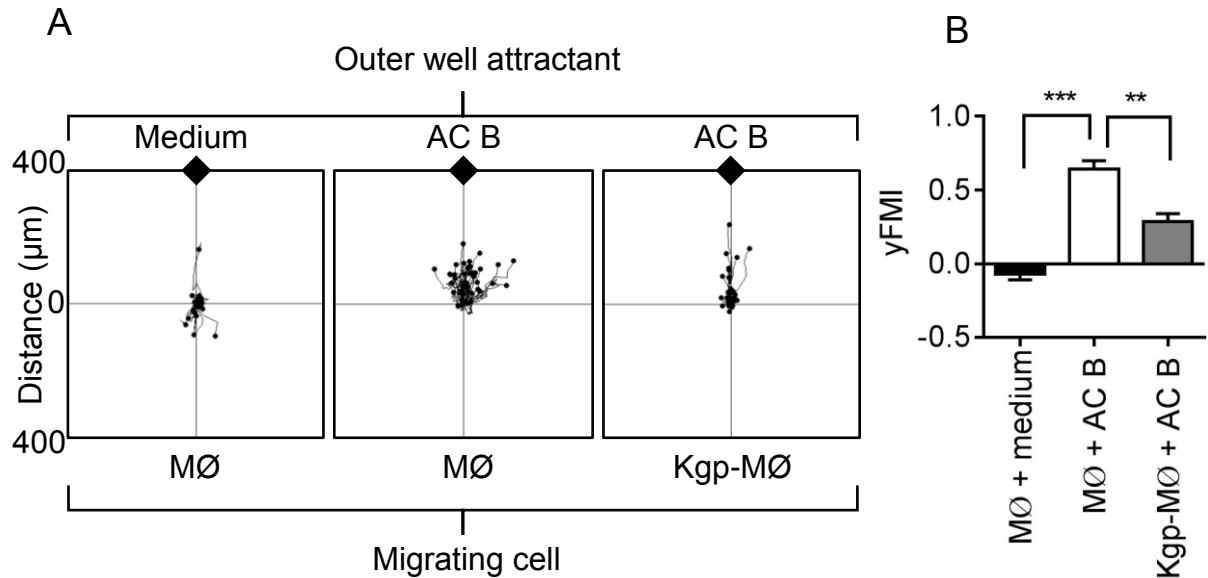 A
Outer well attractant
Medium
AC B
AC B
400
0
400
Distance (µm)
MØ
MØ
Kgp-MØ
Migrating cell
B
***
**
1.0
0.5
0.0
-0.5
yFMI
MØ + medium
MØ + AC B
Kgp-MØ + AC B